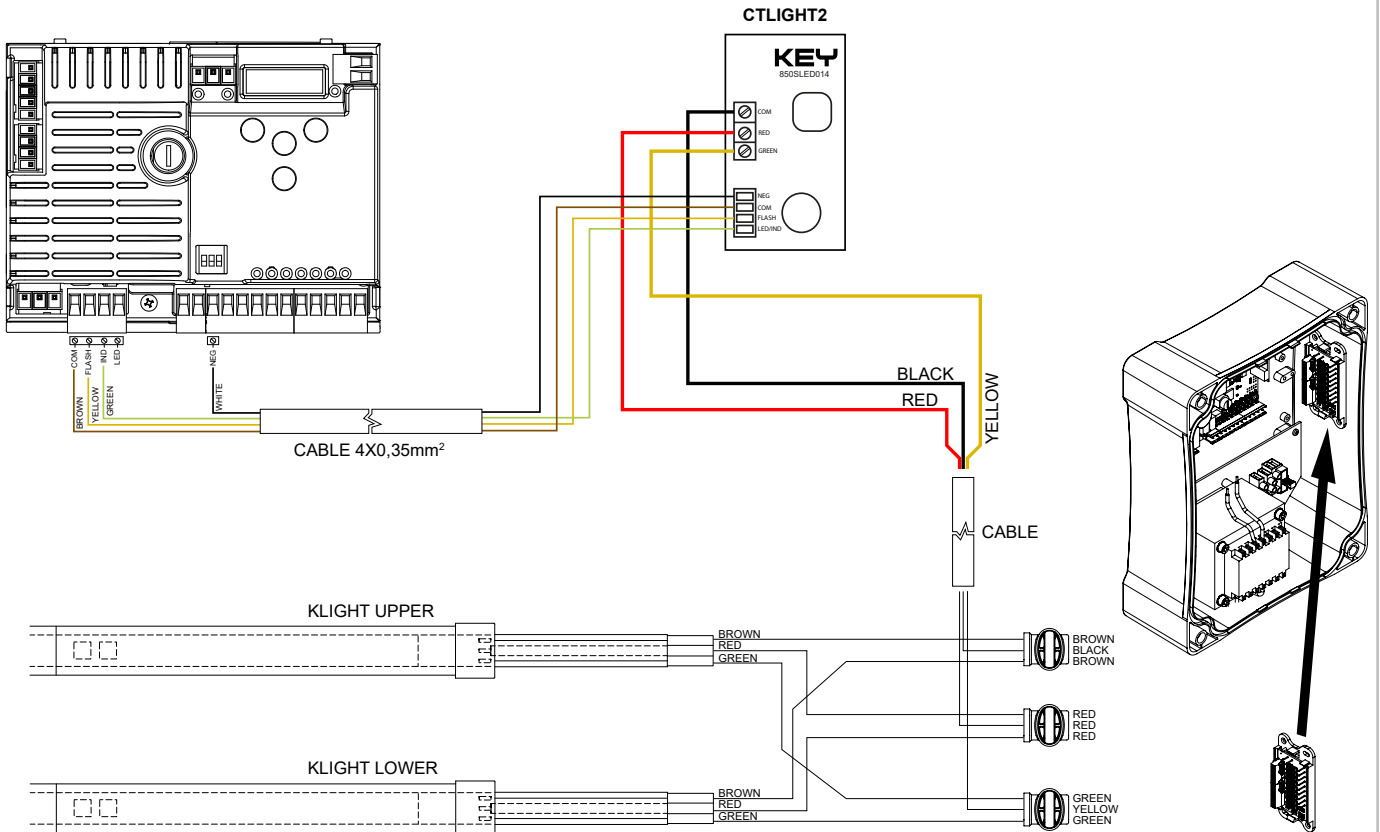 CTLIGHT2
KEY
850SLED014
COM
RED
GREEN
NEG
COM
FLASH
LED/IND
COM
FLASH
IND
LED
NEG
BROWN
YELLOW
GREEN
WHITE
CABLE 4X0,35mm²
BLACK
RED
YELLOW
CABLE
KLIGHT UPPER
BROWN
RED
GREEN
BROWN
BLACK
BROWN
RED
RED
RED
KLIGHT LOWER
BROWN
RED
GREEN
GREEN
YELLOW
GREEN